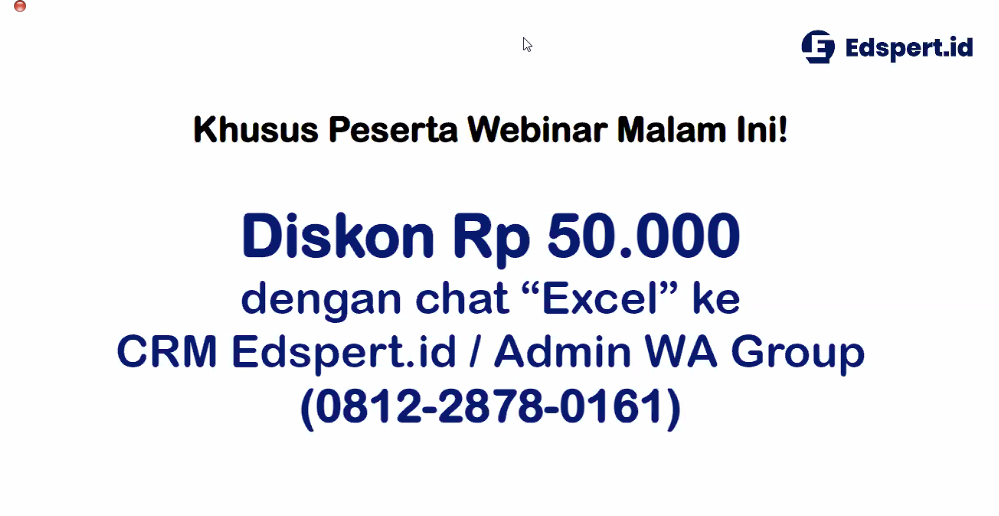 Edspert.id
Khusus Peserta Webinar Malam Ini!
Diskon Rp 50.000
dengan chat “Excel” ke
CRM Edspert.id / Admin WA Group
(0812-2878-0161)